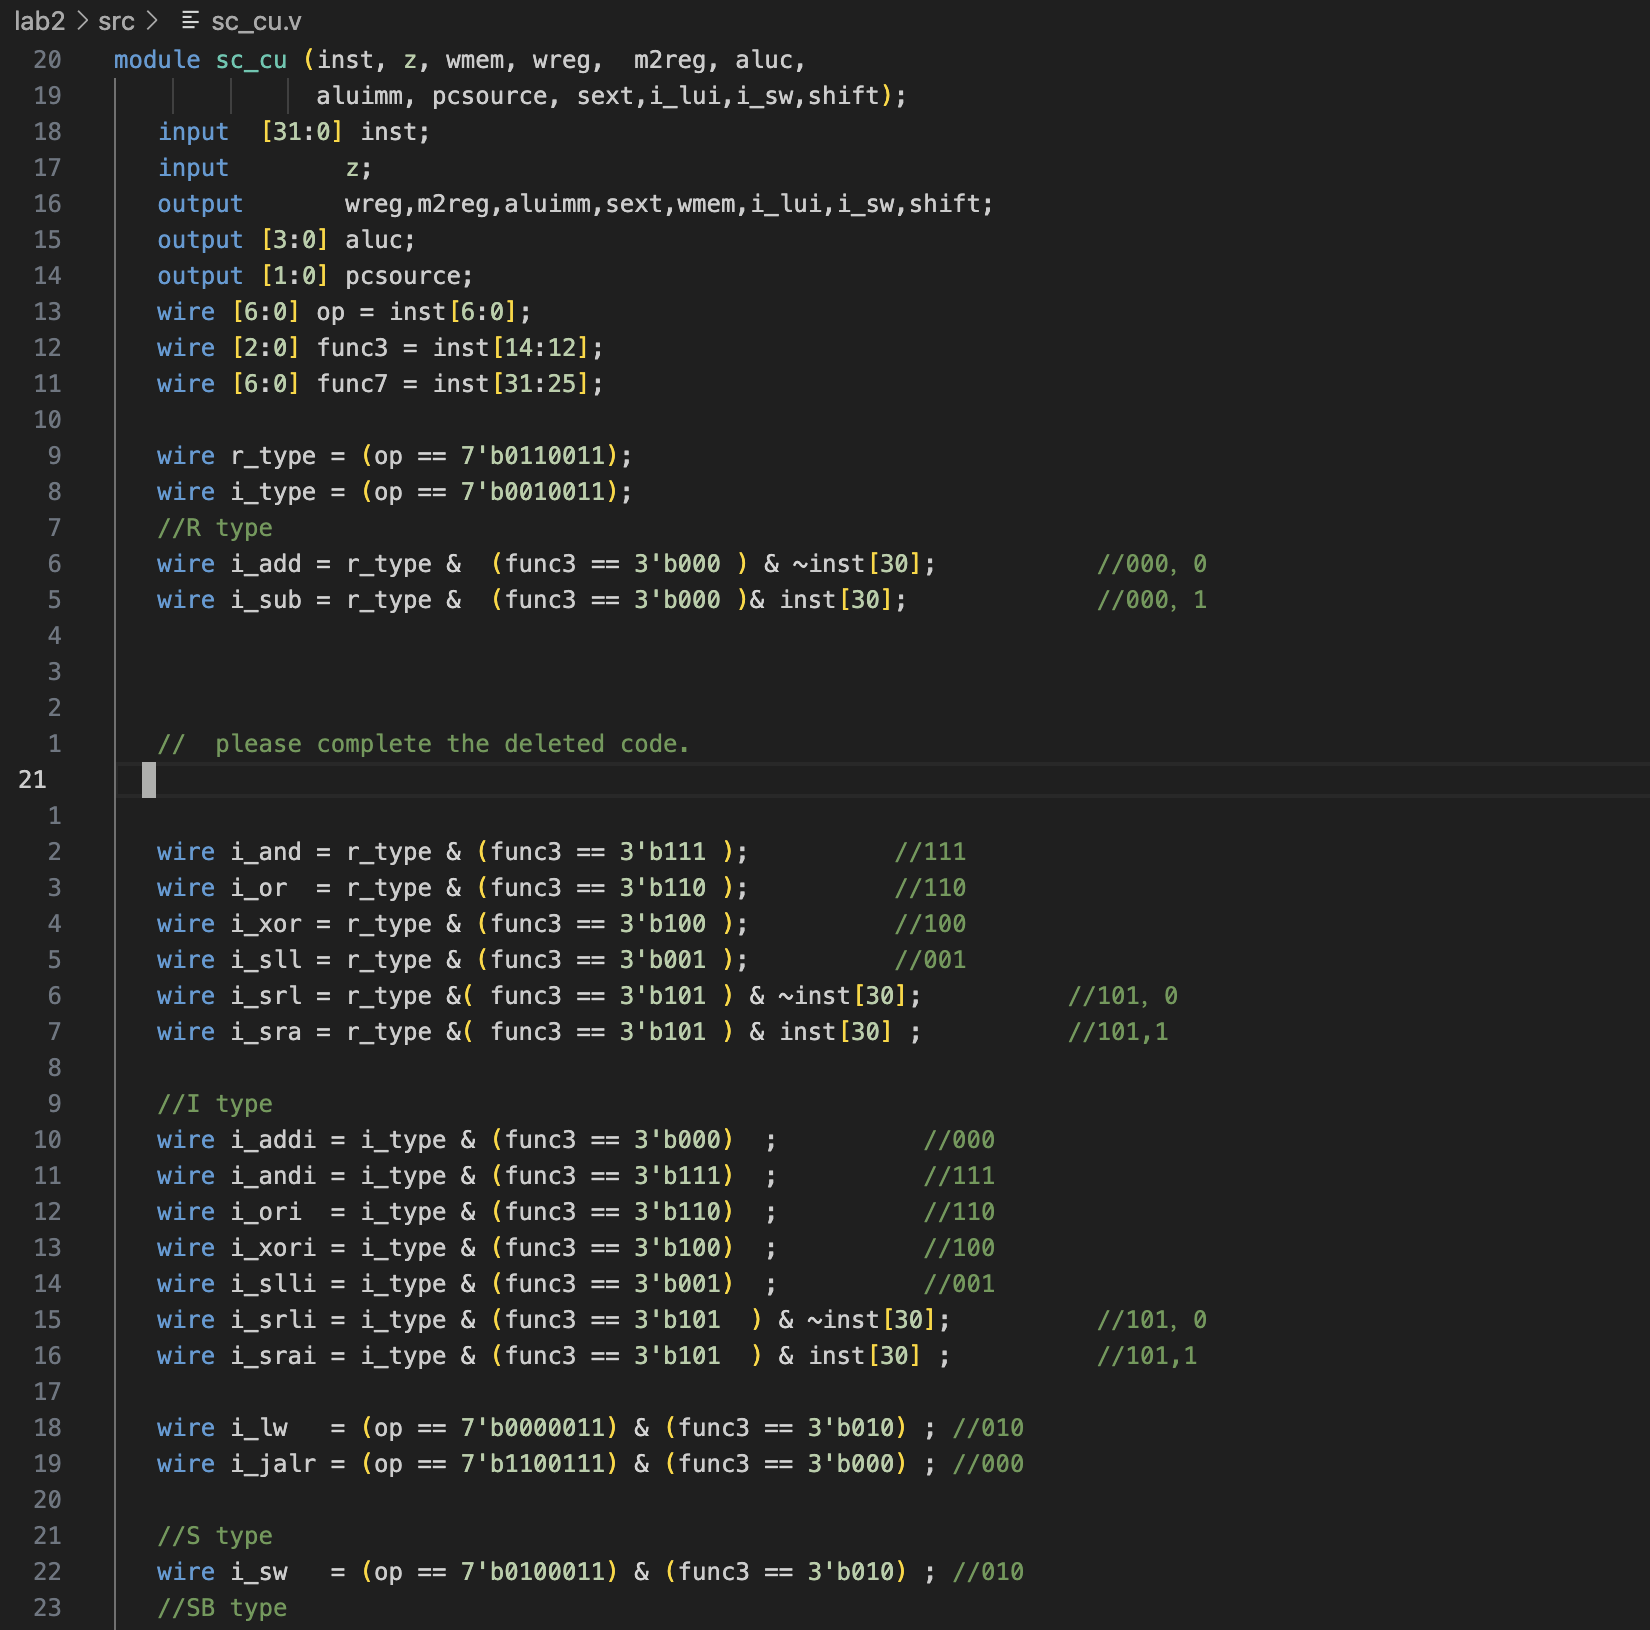 lab2 > src > sc_cu.v
20 module sc_cu (inst, z, wmem, wreg,  m2reg, aluc,
19               aluimm, pcsource, sext,i_lui,i_sw,shift);
18    input  [31:0] inst;
17    input        z;
16    output       wreg,m2reg,aluimm,sext,wmem,i_lui,i_sw,shift;
15    output [3:0] aluc;
14    output [1:0] pcsource;
13    wire [6:0] op = inst[6:0];
12    wire [2:0] func3 = inst[14:12];
11    wire [6:0] func7 = inst[31:25];
10
9    wire r_type = (op == 7'b0110011);
8    wire i_type = (op == 7'b0010011);
7    //R type
6    wire i_add = r_type &  (func3 == 3'b000 ) & ~inst[30];           //000, 0
5    wire i_sub = r_type &  (func3 == 3'b000 )& inst[30];             //000, 1
4
3
2
1    //  please complete the deleted code.
21
1
2    wire i_and = r_type & (func3 == 3'b111 );          //111
3    wire i_or  = r_type & (func3 == 3'b110 );          //110
4    wire i_xor = r_type & (func3 == 3'b100 );          //100
5    wire i_sll = r_type & (func3 == 3'b001 );          //001
6    wire i_srl = r_type &( func3 == 3'b101 ) & ~inst[30];          //101, 0
7    wire i_sra = r_type &( func3 == 3'b101 ) & inst[30] ;          //101,1
8
9    //I type
10    wire i_addi = i_type & (func3 == 3'b000)  ;          //000
11    wire i_andi = i_type & (func3 == 3'b111)  ;          //111
12    wire i_ori  = i_type & (func3 == 3'b110)  ;          //110
13    wire i_xori = i_type & (func3 == 3'b100)  ;          //100
14    wire i_slli = i_type & (func3 == 3'b001)  ;          //001
15    wire i_srli = i_type & (func3 == 3'b101  ) & ~inst[30];          //101, 0
16    wire i_srai = i_type & (func3 == 3'b101  ) & inst[30] ;          //101,1
17
18    wire i_lw   = (op == 7'b0000011) & (func3 == 3'b010) ; //010
19    wire i_jalr = (op == 7'b1100111) & (func3 == 3'b000) ; //000
20
21    //S type
22    wire i_sw   = (op == 7'b0100011) & (func3 == 3'b010) ; //010
23    //SB type